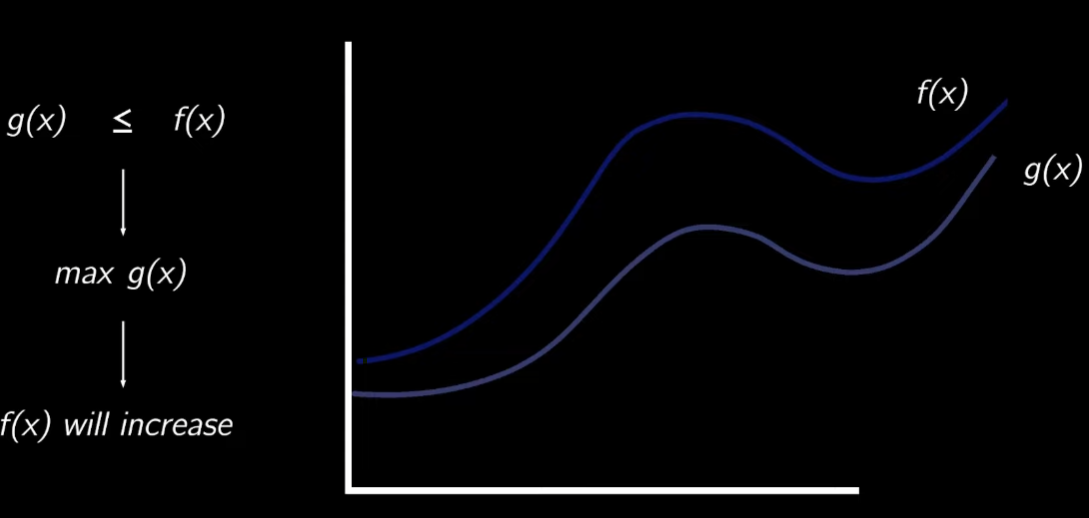 g(x) ≤ f(x)
max g(x)
f(x) will increase
f(x)
g(x)